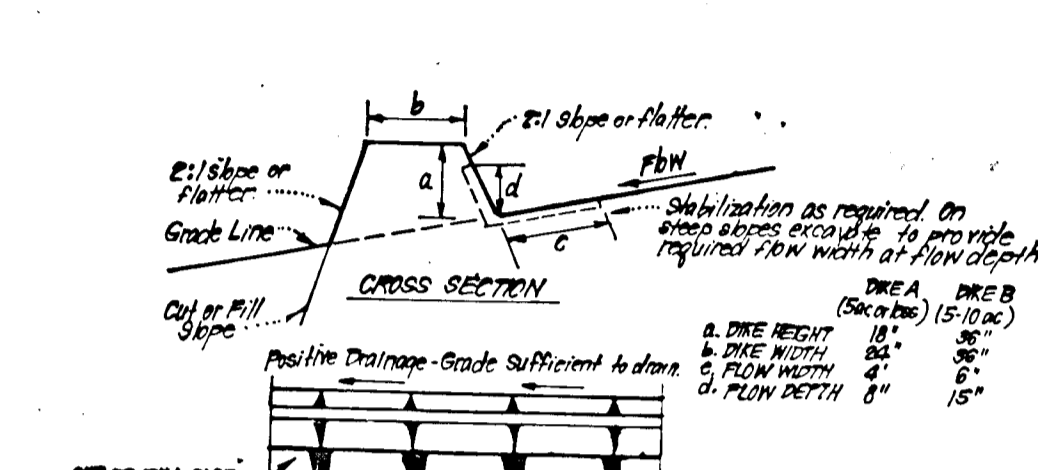 b
2:1 slope or flatter.
Flow
a
d
2:1 slope or
flatter.
Grade Line
Stabilization as required. On
steep slopes excavate to provide
required flow width at flow depth
c
CROSS SECTION
Cut or Fill
Slope
DIKE A DIKE B
(5ac or less) (5-10 ac)
a. DIKE HEIGHT 18" 36"
b. DIKE WIDTH 24" 36"
c. FLOW WIDTH 4' 6'
d. FLOW DEPTH 8" 15"
Positive Drainage-Grade Sufficient to drain.